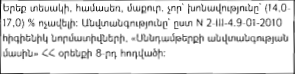 Երեք տեսակի, համասեռ, մաքուր, չոր՝ խոնավությունը՝ (14,0-
17,0) % ոչավելի: Անվտանգությունը՝ ըստ N 2-III-4.9-01-2010
հիգիենիկ նորմատիվների, «Սննդամթերքի անվտանգության
մասին» ՀՀ օրենքի 8-րդ հոդվածի: